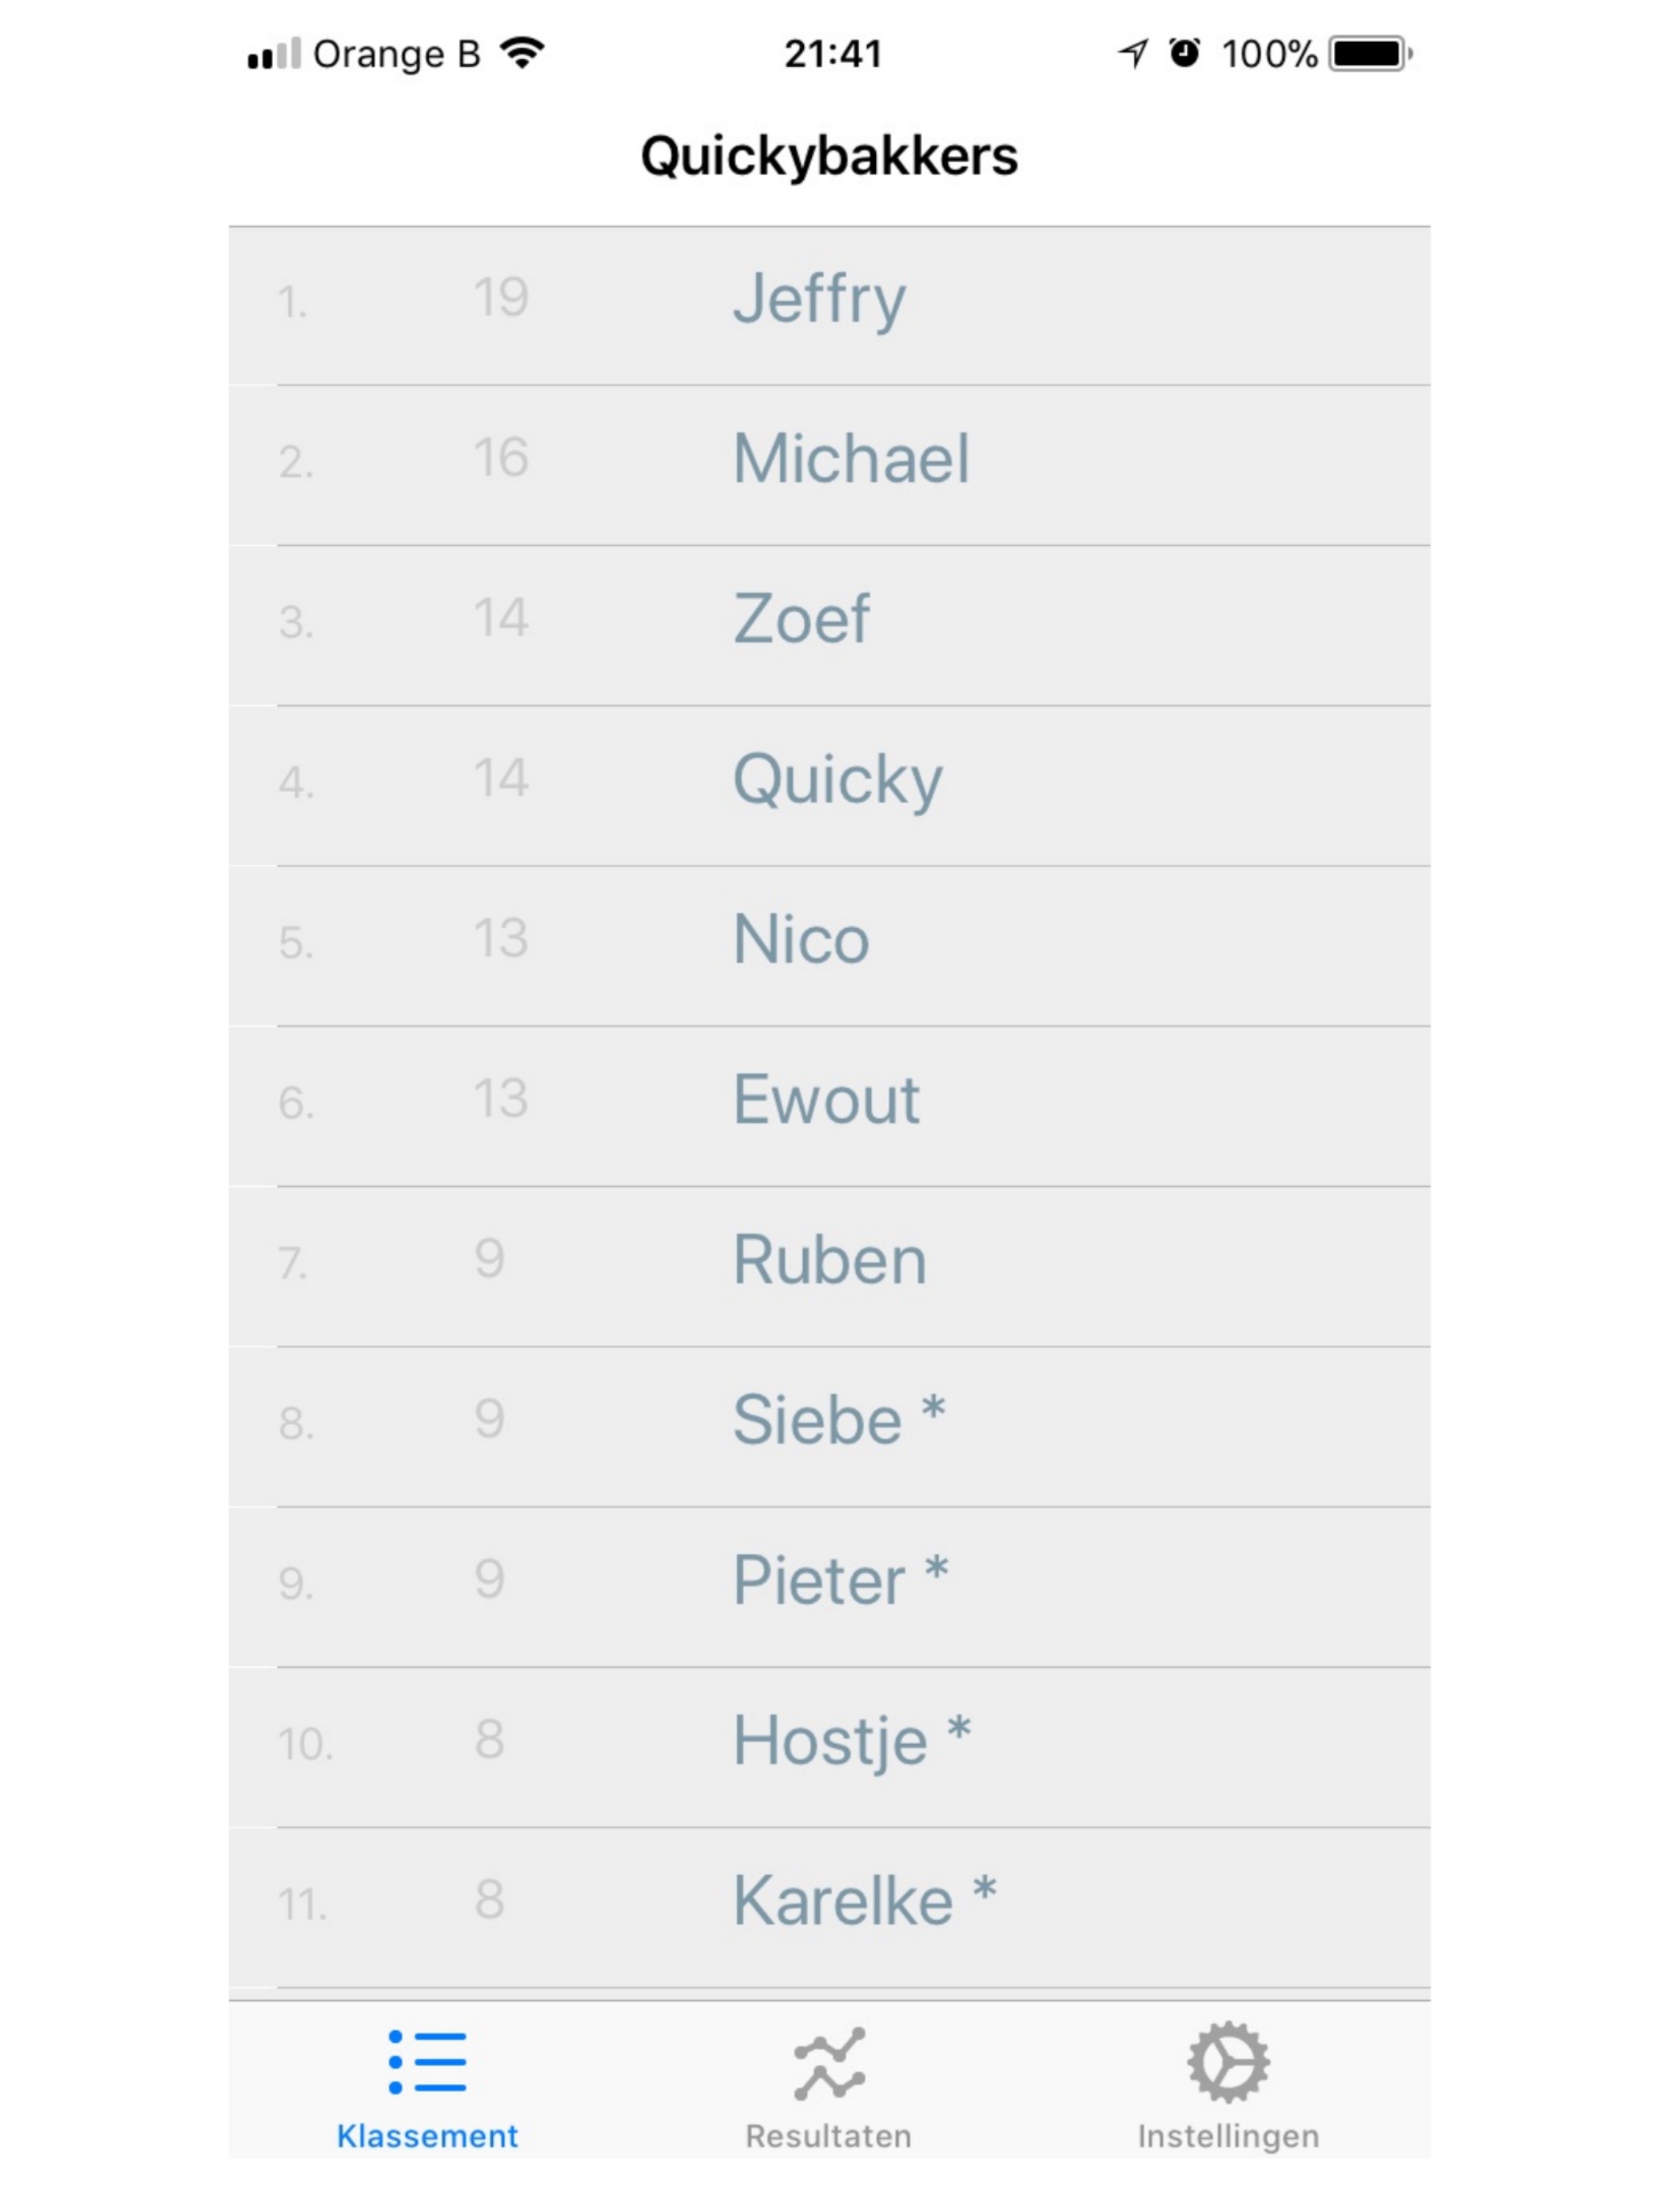 Orange B 21:41 100%
Quickybakkers
1. 19 Jeffry
2. 16 Michael
3. 14 Zoef
4. 14 Quicky
5. 13 Nico
6. 13 Ewout
7. 9 Ruben
8. 9 Siebe *
9. 9 Pieter *
10. 8 Hostje *
11. 8 Karelke *
Klassement Resultaten Instellingen